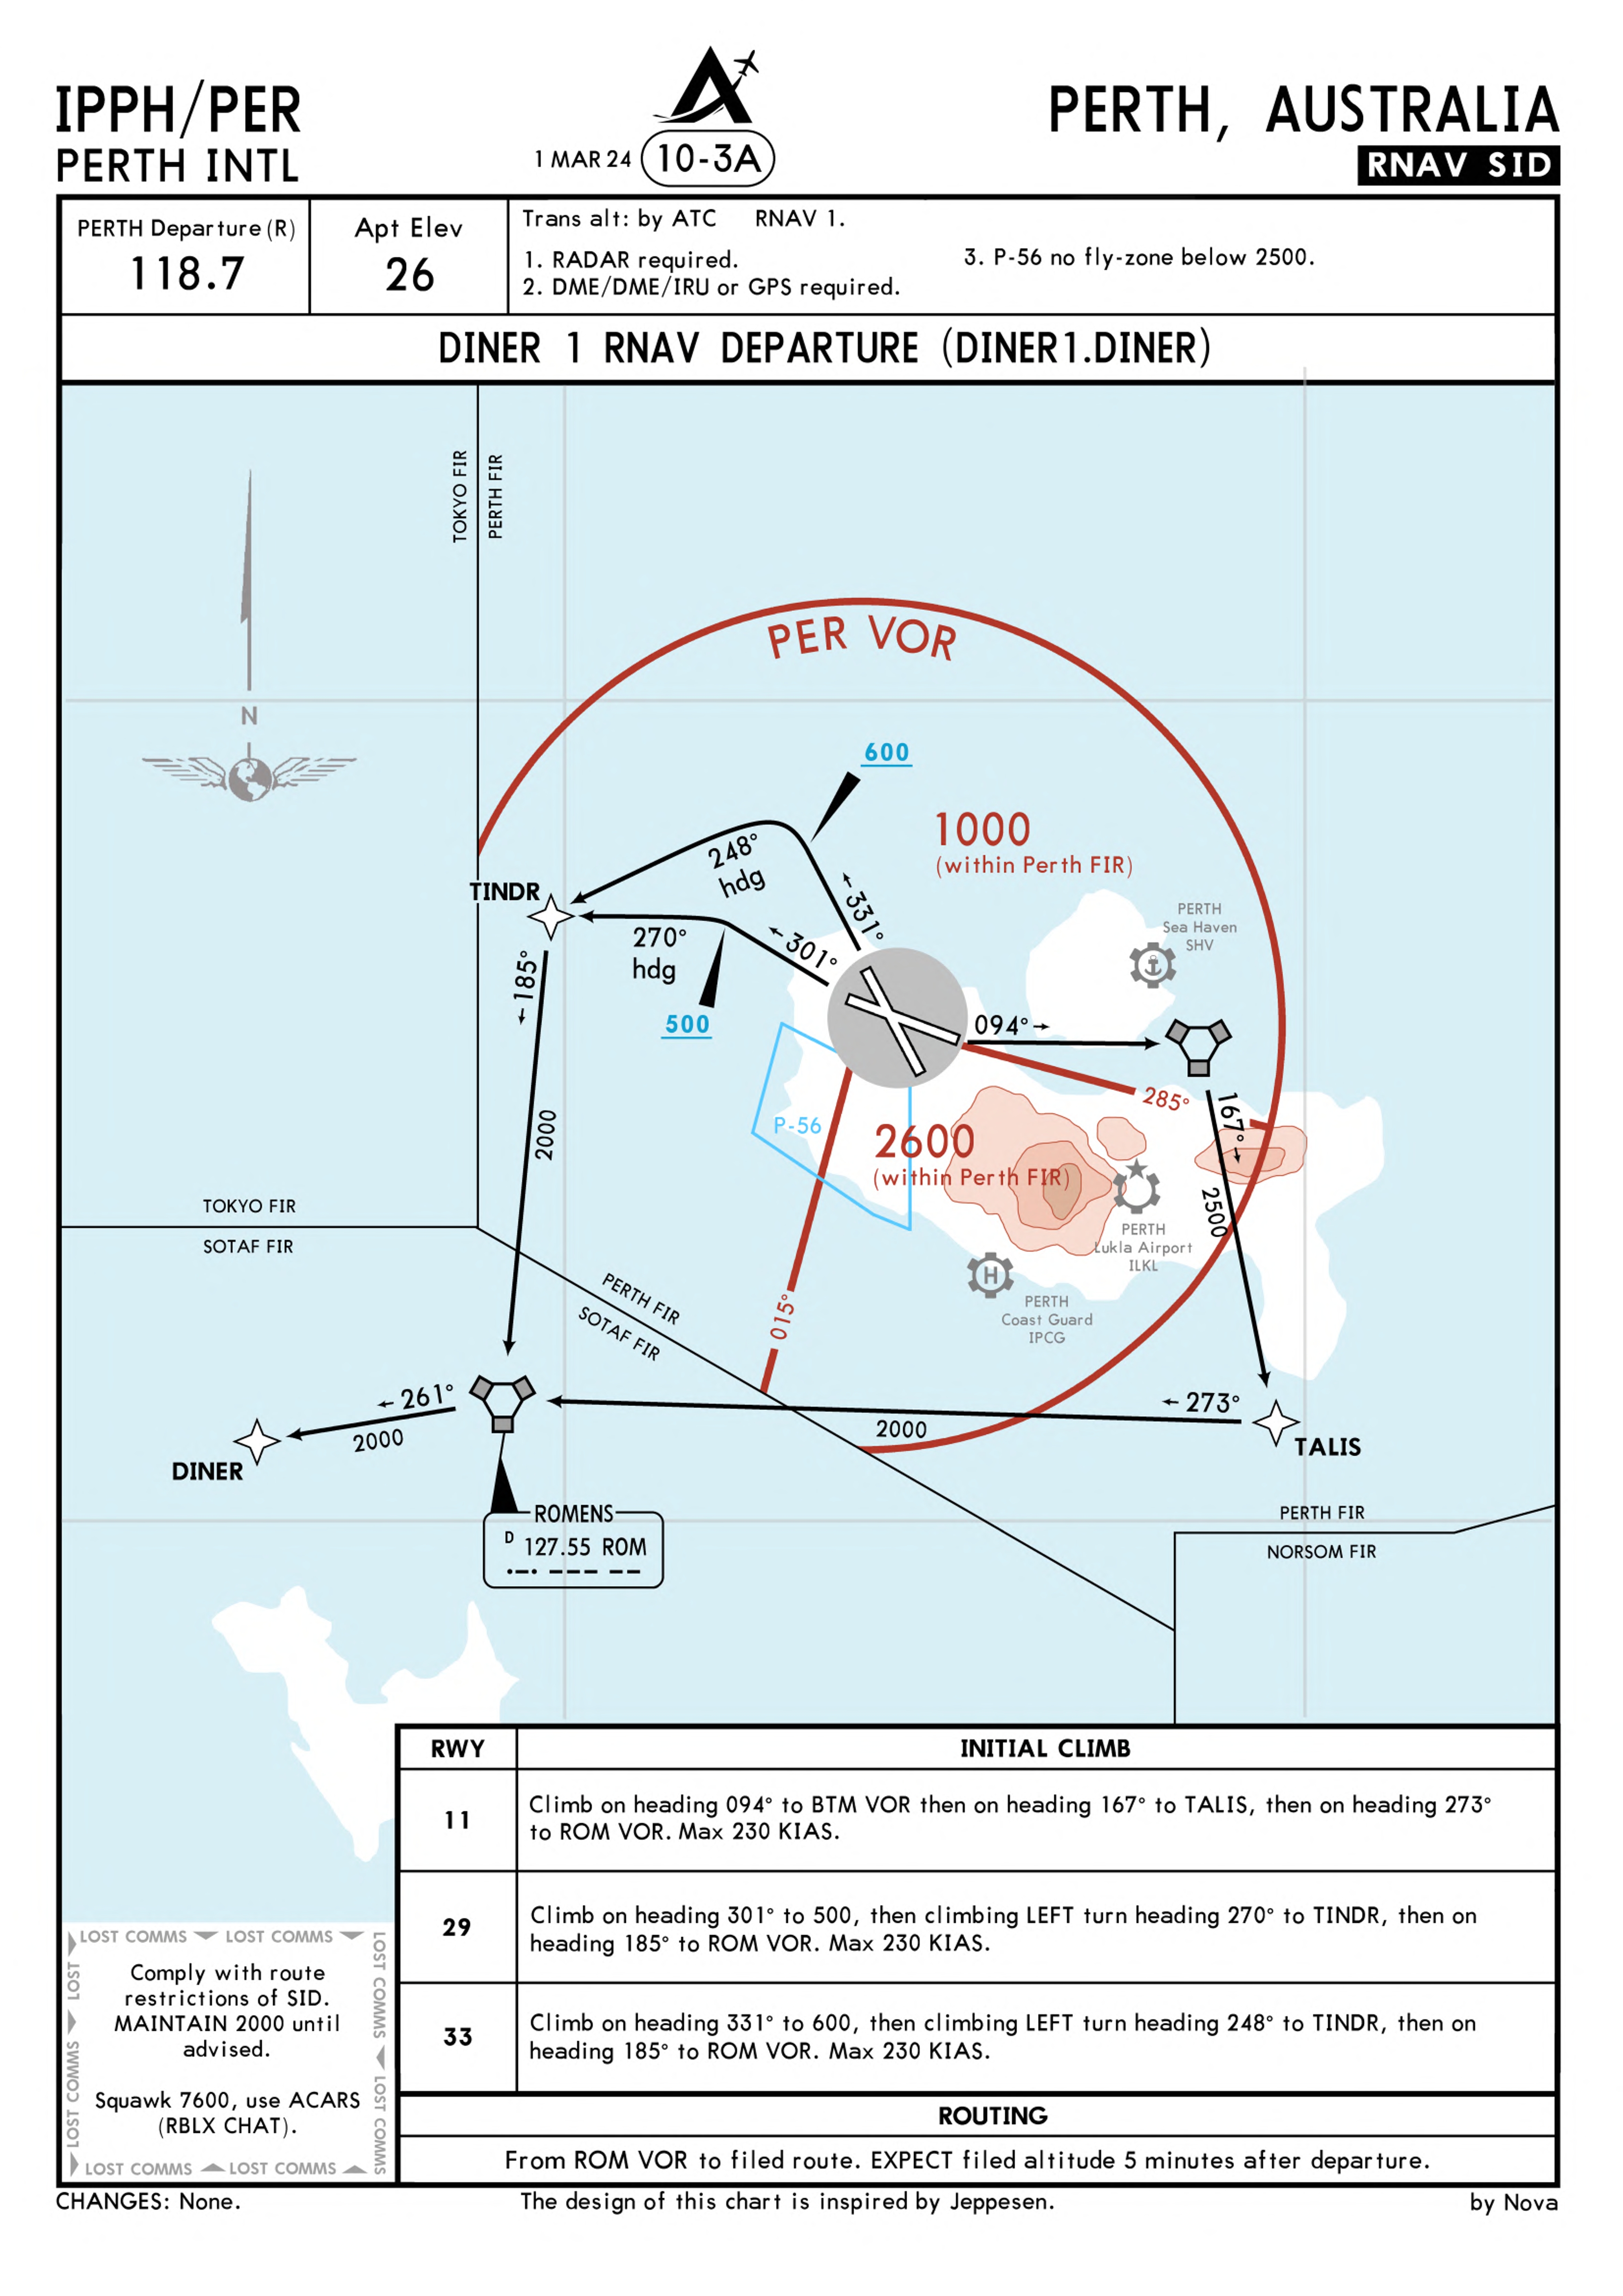 IPPH/PER
PERTH INTL
1 MAR 24
10-3A
PERTH, AUSTRALIA
RNAV SID
PERTH Departure (R)
118.7
Apt Elev
26
Trans alt: by ATC RNAV 1.
1. RADAR required.
2. DME/DME/IRU or GPS required.
3. P-56 no fly-zone below 2500.
DINER 1 RNAV DEPARTURE (DINER1.DINER)
TOKYO FIR
PERTH FIR
N
PER VOR
600
1000
(within Perth FIR)
248°
hdg
331°
TINDR
270°
hdg
301°
500
PERTH
Sea Haven
SHV
094°
185°
2000
285°
167°
P-56
2600
(within Perth FIR)
2500
PERTH
Lukla Airport
ILKL
TOKYO FIR
SOTAF FIR
PERTH FIR
SOTAF FIR
015°
PERTH
Coast Guard
IPCG
261°
2000
DINER
273°
2000
TALIS
ROMENS
D 127.55 ROM
PERTH FIR
NORSOM FIR
RWY
INITIAL CLIMB
11
Climb on heading 094° to BTM VOR then on heading 167° to TALIS, then on heading 273°
to ROM VOR. Max 230 KIAS.
29
Climb on heading 301° to 500, then climbing LEFT turn heading 270° to TINDR, then on
heading 185° to ROM VOR. Max 230 KIAS.
33
Climb on heading 331° to 600, then climbing LEFT turn heading 248° to TINDR, then on
heading 185° to ROM VOR. Max 230 KIAS.
ROUTING
From ROM VOR to filed route. EXPECT filed altitude 5 minutes after departure.
LOST COMMS LOST COMMS
LOST COMMS LOST COMMS
LOST COMMS LOST
Comply with route
restrictions of SID.
MAINTAIN 2000 until
advised.
Squawk 7600, use ACARS
(RBLX CHAT).
LOST COMMS LOST COMMS
CHANGES: None.
The design of this chart is inspired by Jeppesen.
by Nova